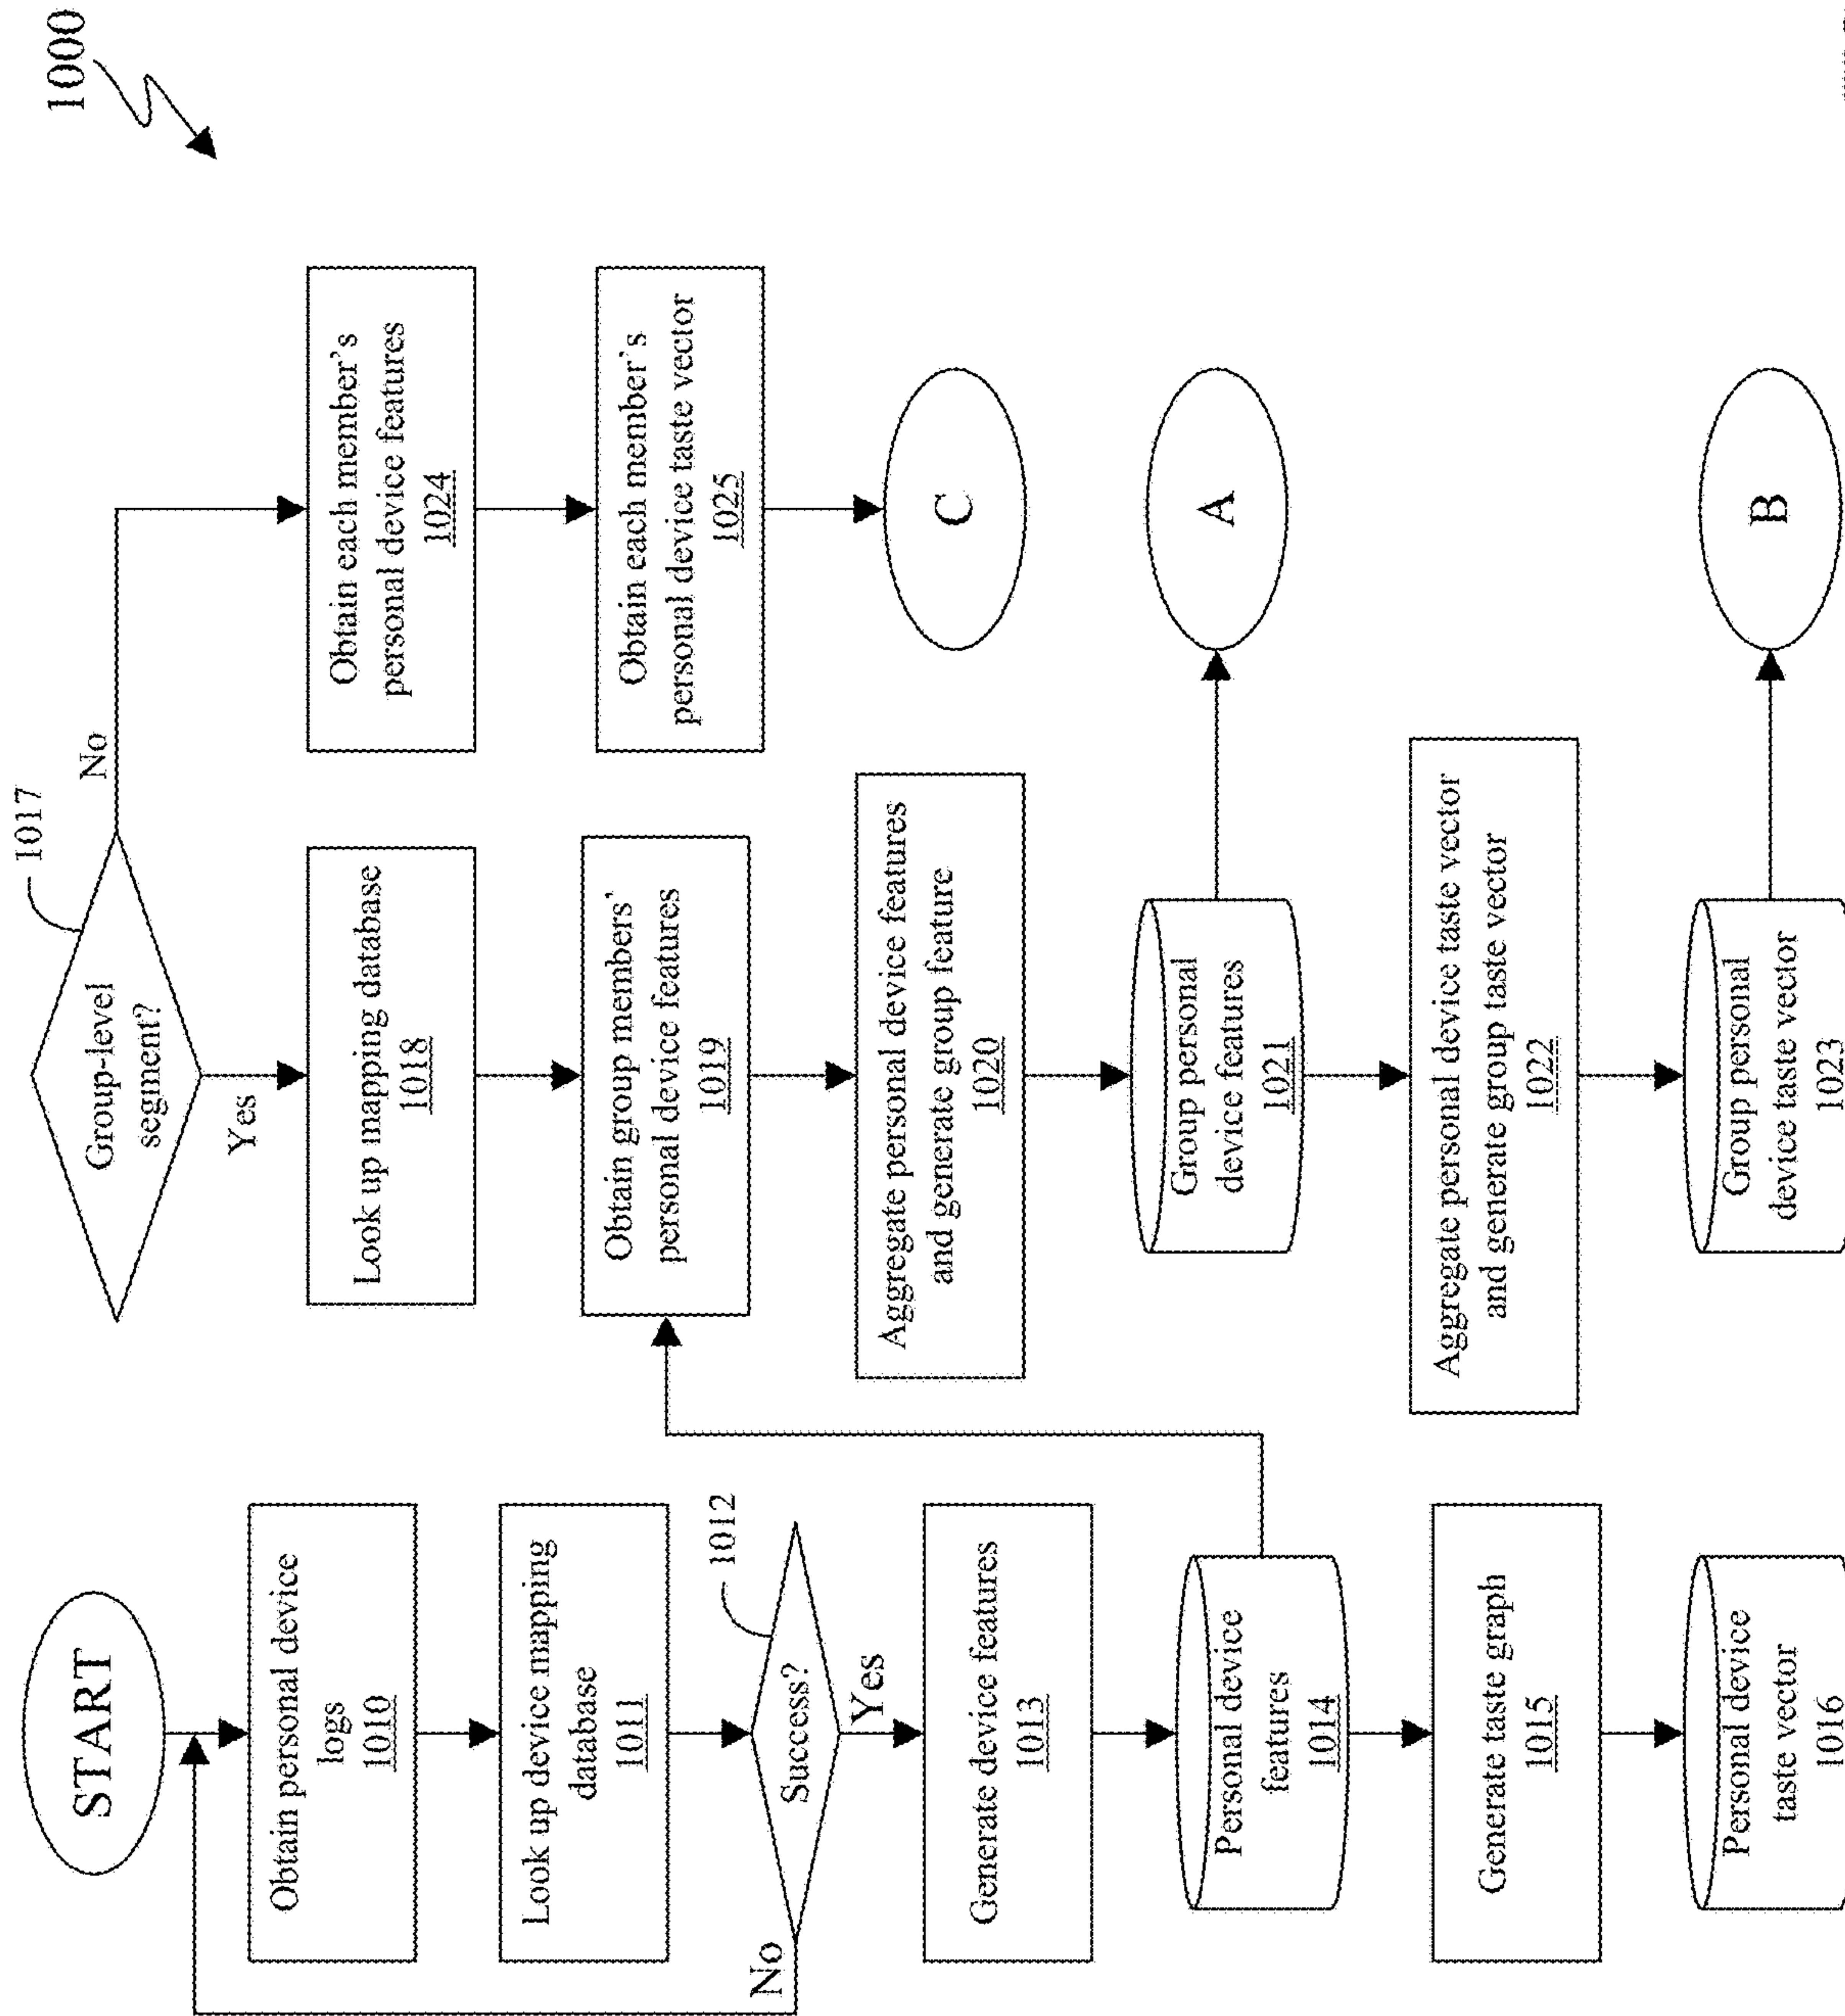 1000
START
Obtain personal device
logs
1010
Look up device mapping
database
1011
Success?
1012
No
Yes
Generate device features
1013
Personal device
features
1014
Generate taste graph
1015
Personal device
taste vector
1016
Group-level
segment?
1017
Yes
No
Look up mapping database
1018
Obtain group members'
personal device features
1019
Aggregate personal device features
and generate group feature
1020
Group personal
device features
1021
Aggregate personal device taste vector
and generate group taste vector
1022
Group personal
device taste vector
1023
Obtain each member's
personal device features
1024
Obtain each member's
personal device taste vector
1025
C
A
B